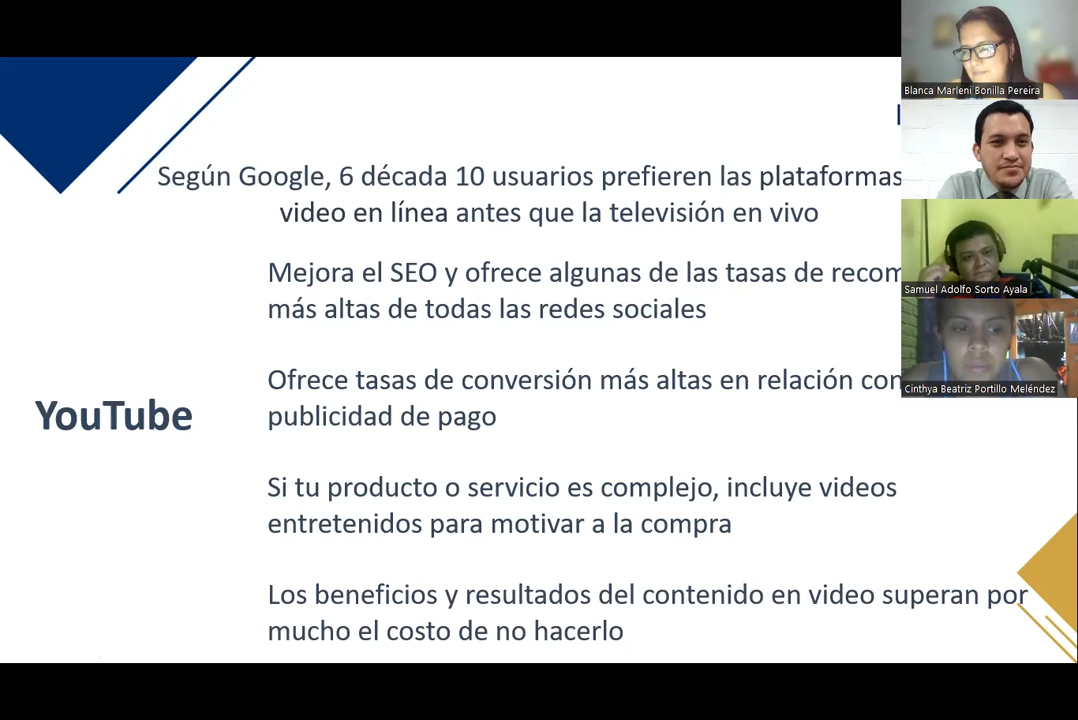 Según Google, 6 década 10 usuarios prefieren las plataformas
video en línea antes que la televisión en vivo
Mejora el SEO y ofrece algunas de las tasas de
más altas de todas las redes sociales
Ofrece tasas de conversión más altas en relación con
publicidad de pago
YouTube
Si tu producto o servicio es complejo, incluye videos
entretenidos para motivar a la compra
Los beneficios y resultados del contenido en video superan por
mucho el costo de no hacerlo
Blanca Marleni Bonilla Pereira
Samuel Adolfo Sorto Ayala
Cinthya Beatriz Portillo Meléndez